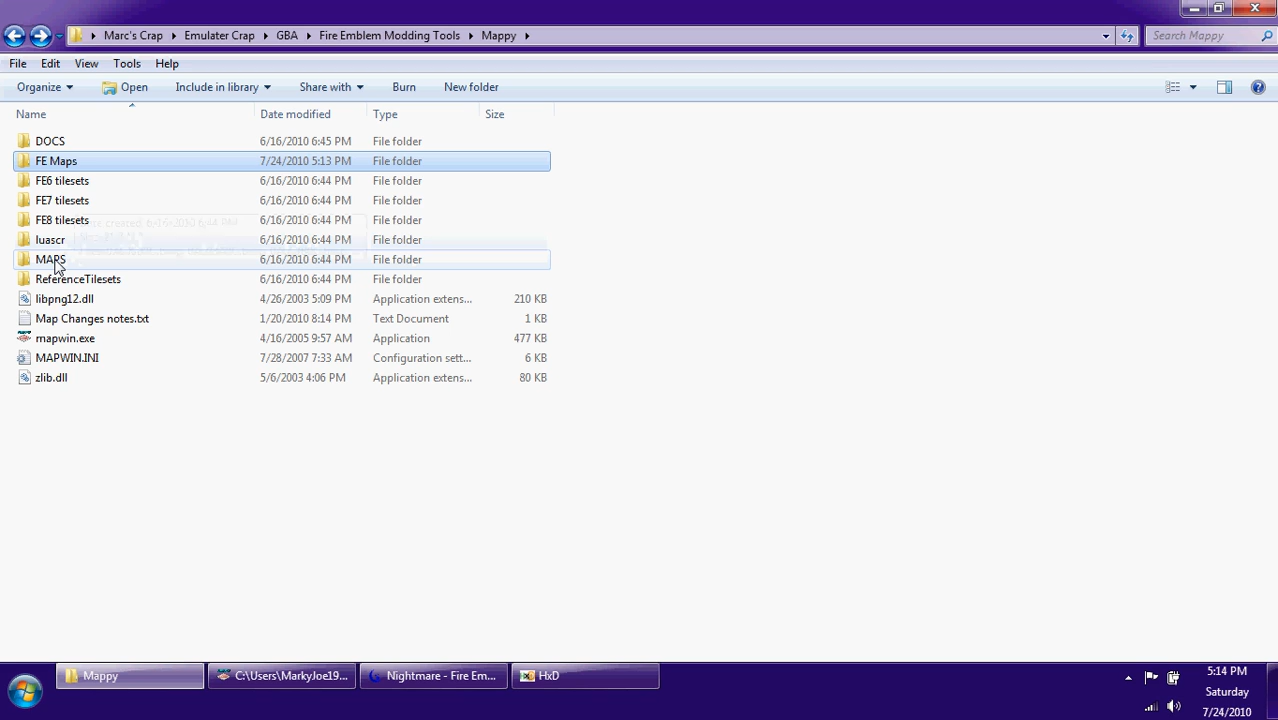 Marc's Crap Emulater Crap GBA Fire Emblem Modding Tools Mappy Search Mappy
File Edit View Tools Help
Organize Open Include in library Share with Burn New folder
Name Date modified Type Size
DOCS 6/16/2010 6:45 PM File folder
FE Maps 7/24/2010 5:13 PM File folder
FE6 tilesets 6/16/2010 6:44 PM File folder
FE7 tilesets 6/16/2010 6:44 PM File folder
FE8 tilesets 6/16/2010 6:44 PM File folder
luascr 6/16/2010 6:44 PM File folder
MAPS 6/16/2010 6:44 PM File folder
ReferenceTilesets 6/16/2010 6:44 PM File folder
libpng12.dll 4/26/2003 5:09 PM Application extens... 210 KB
Map Changes notes.txt 1/20/2010 8:14 PM Text Document 1 KB
mapwin.exe 4/16/2005 9:57 AM Application 477 KB
MAPWIN.INI 7/28/2007 7:33 AM Configuration sett... 6 KB
zlib.dll 5/6/2003 4:06 PM Application extens... 80 KB
Mappy C:\Users\MarkyJoe19... Nightmare - Fire Em... HxD
5:14 PM
Saturday
7/24/2010